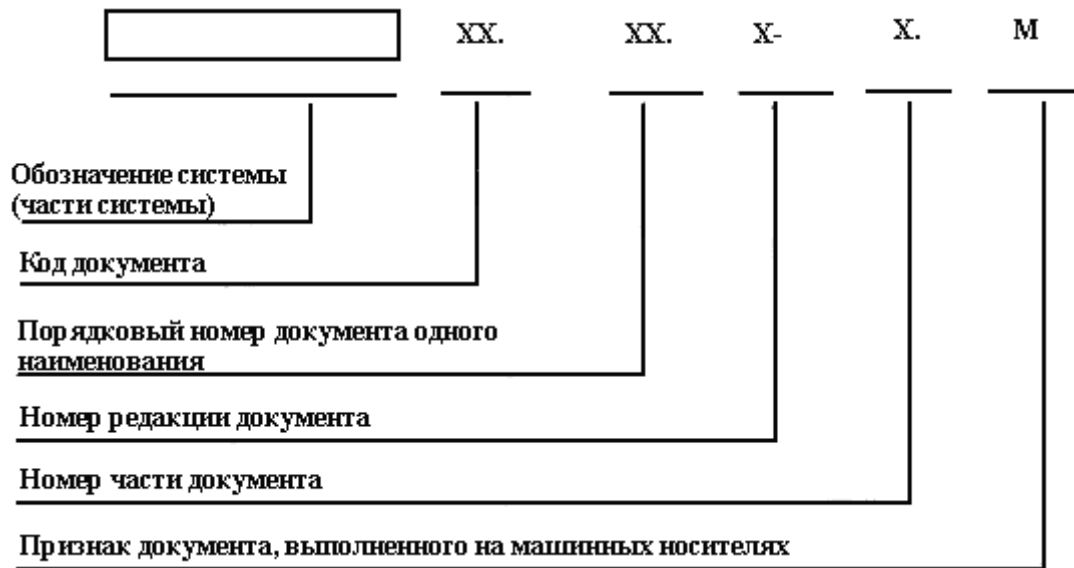 XX. XX. X- X. M
Обозначение системы
(части системы)
Код документа
Порядковый номер документа одного
наименования
Номер редакции документа
Номер части документа
Признак документа, выполненного на машинных носителях